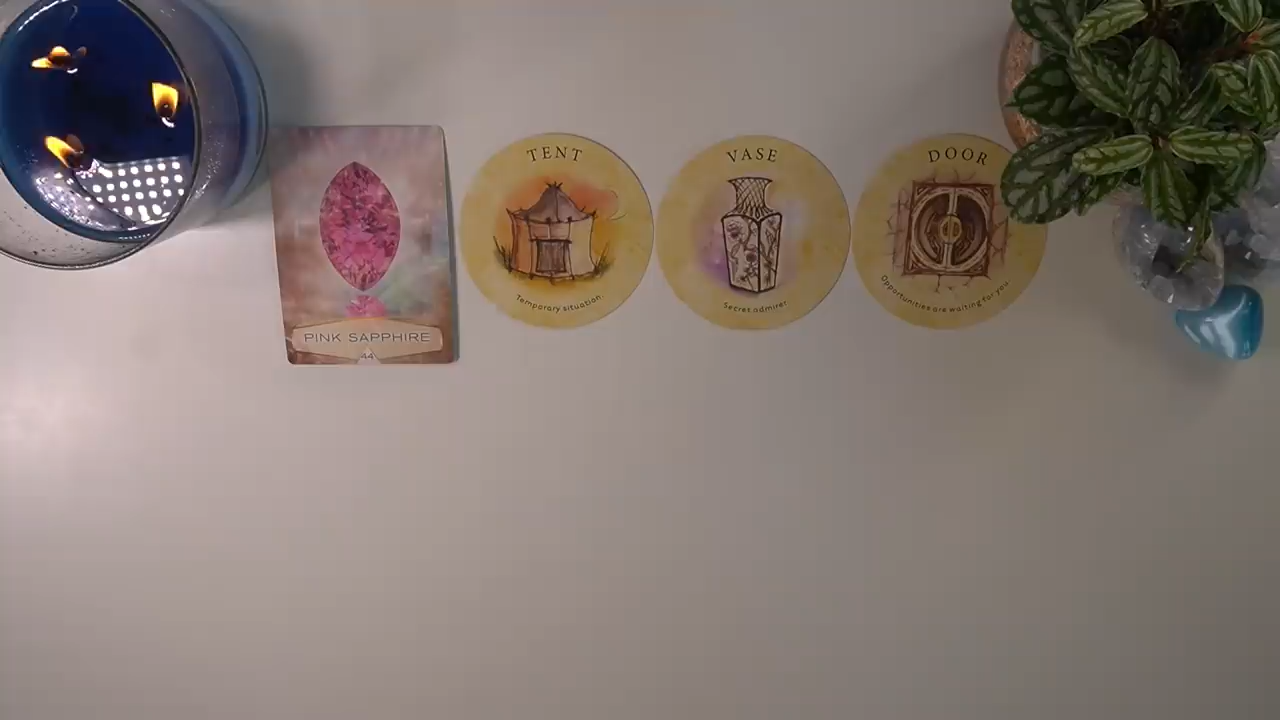 PINK SAPPHIRE
44
TENT
Temporary situation.
VASE
Secret admirer.
DOOR
Opportunities are waiting for you.